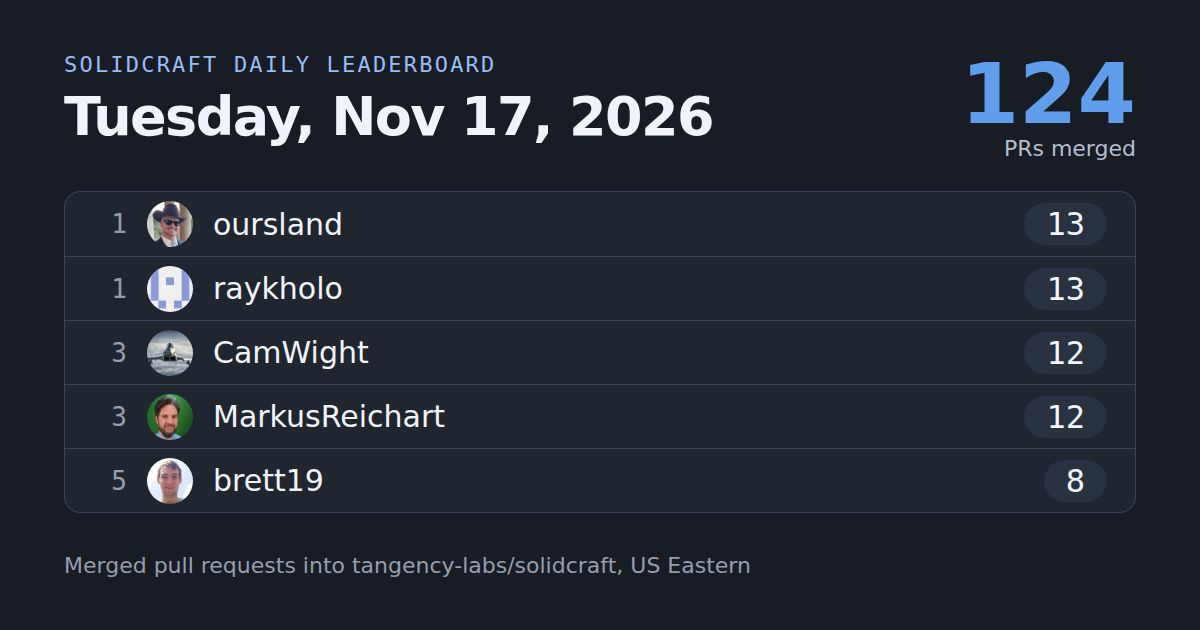 SOLIDCRAFT DAILY LEADERBOARD
Tuesday, Nov 17, 2026
124
PRs merged
1 oursland 13
1 raykholo 13
3 CamWight 12
3 MarkusReichart 12
5 brett19 8
Merged pull requests into tangency-labs/solidcraft, US Eastern